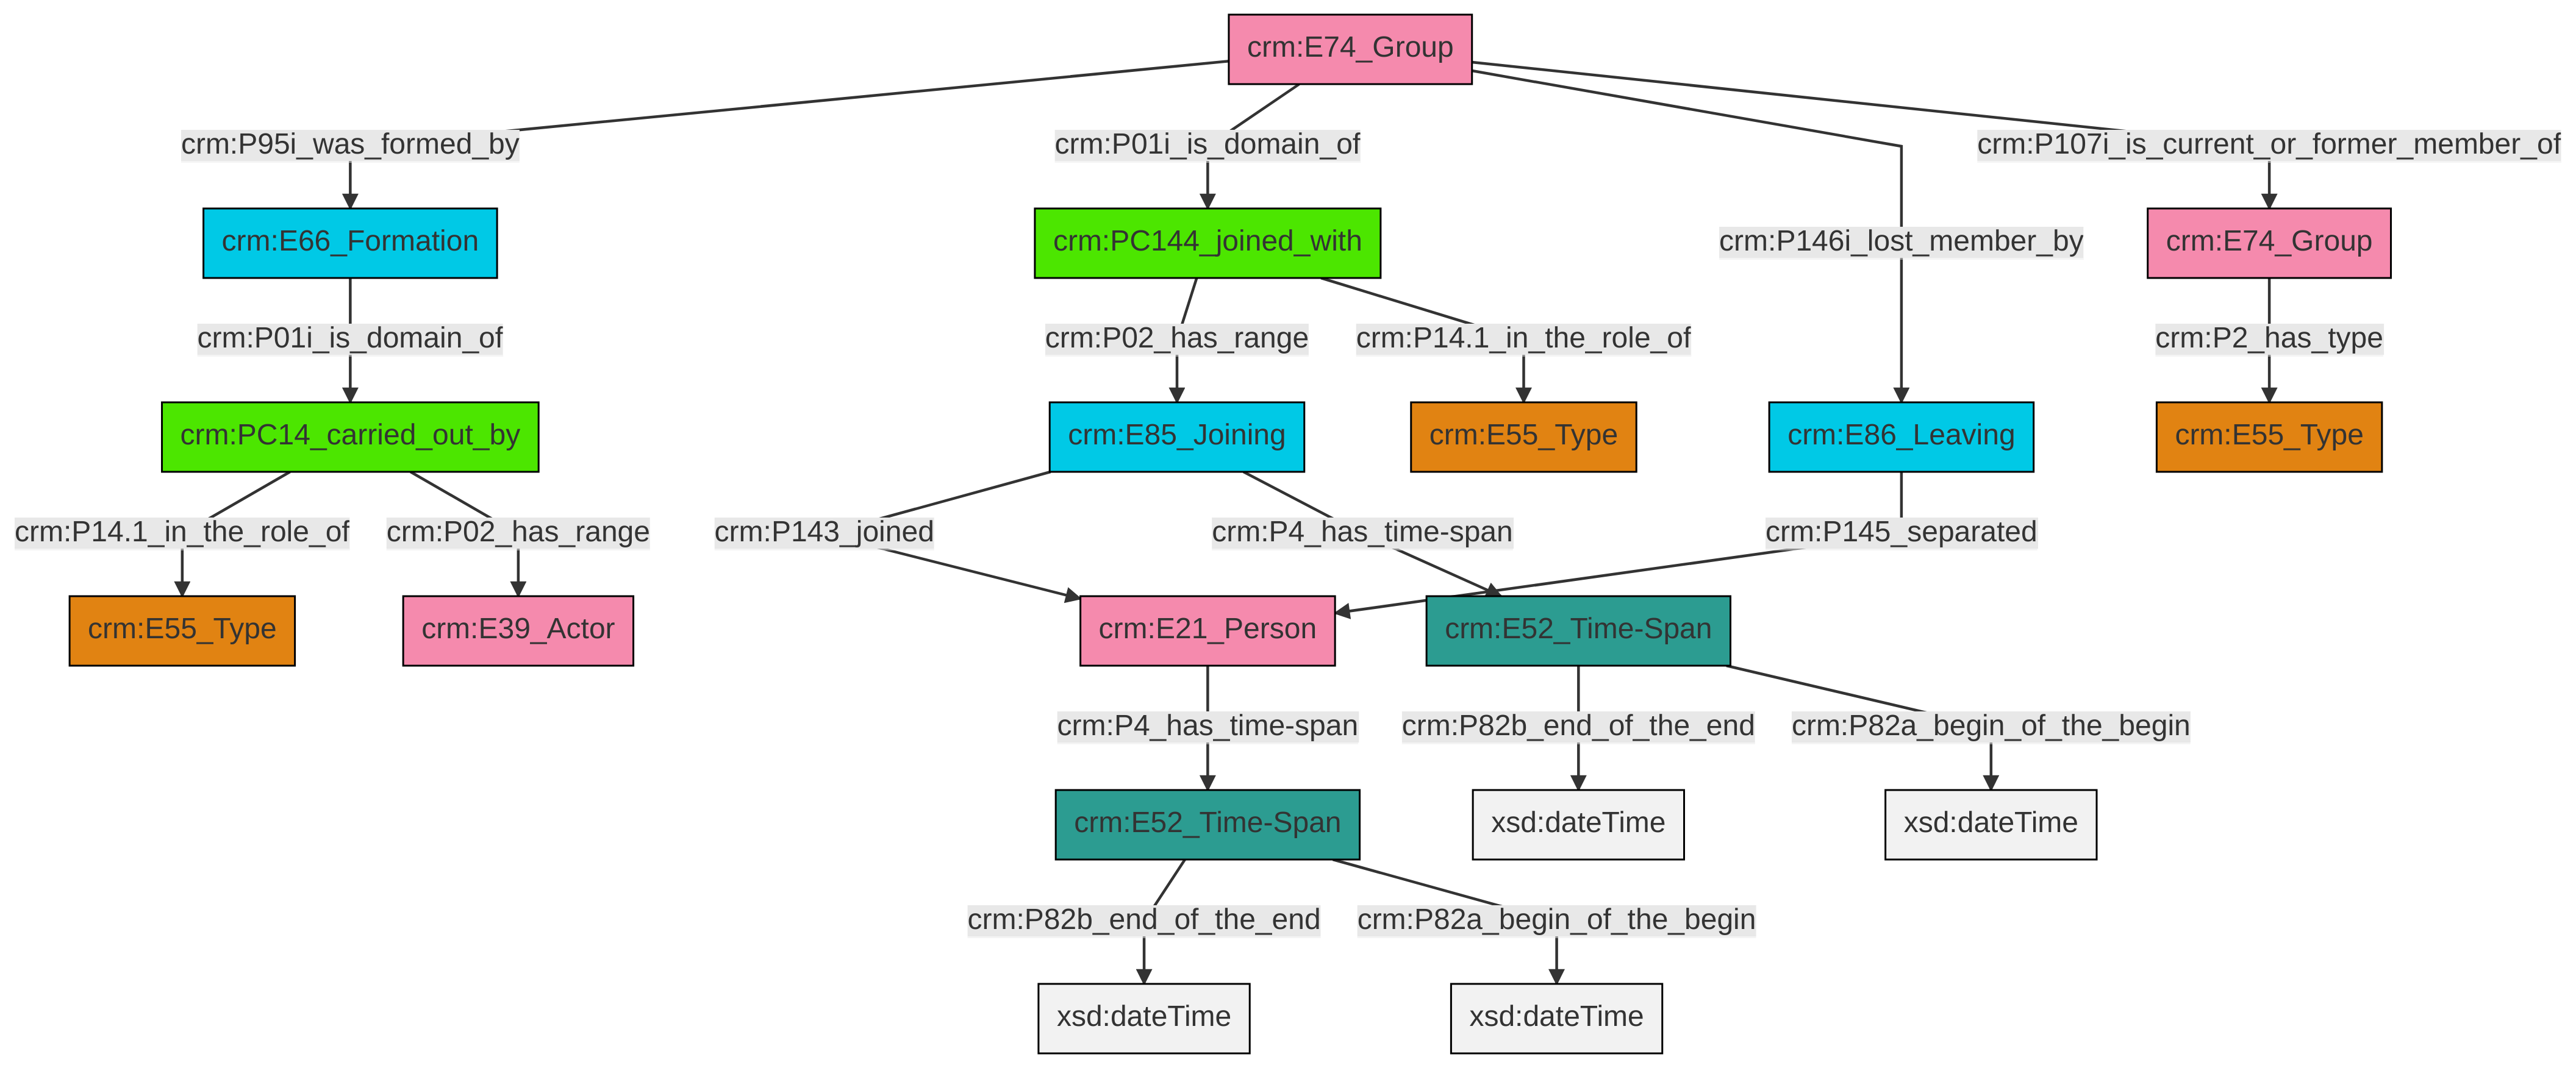 crm:E74_Group
crm:P95i_was_formed_by
crm:P01i_is_domain_of
crm:P107i_is_current_or_former_member_of
crm:E66_Formation
crm:PC144_joined_with
crm:P146i_lost_member_by
crm:E74_Group
crm:P01i_is_domain_of
crm:P02_has_range
crm:P14.1_in_the_role_of
crm:P2_has_type
crm:PC14_carried_out_by
crm:E85_Joining
crm:E55_Type
crm:E86_Leaving
crm:E55_Type
crm:P14.1_in_the_role_of
crm:P02_has_range
crm:P143_joined
crm:P4_has_time-span
crm:P145_separated
crm:E55_Type
crm:E39_Actor
crm:E21_Person
crm:E52_Time-Span
crm:P4_has_time-span
crm:P82b_end_of_the_end
crm:P82a_begin_of_the_begin
crm:E52_Time-Span
xsd:dateTime
xsd:dateTime
crm:P82b_end_of_the_end
crm:P82a_begin_of_the_begin
xsd:dateTime
xsd:dateTime